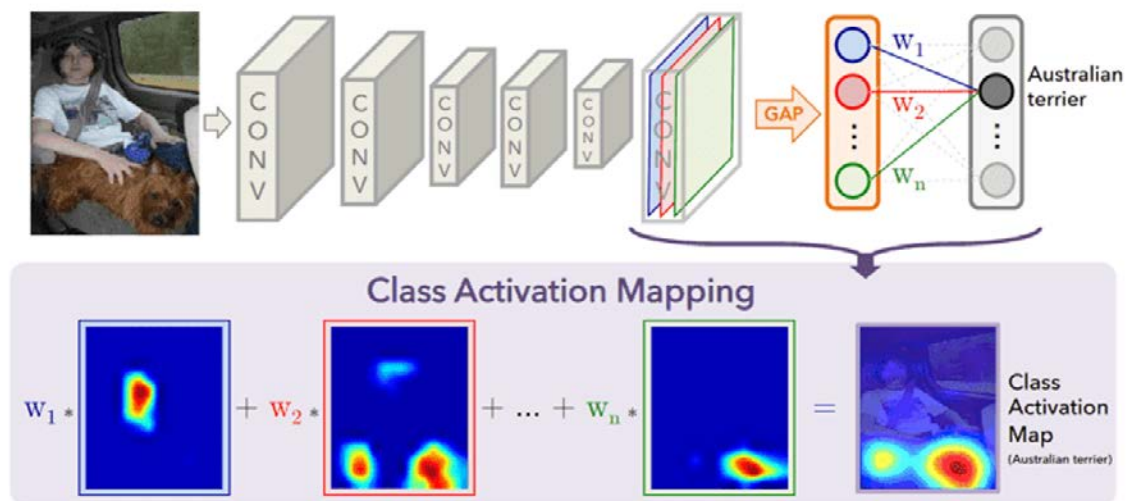 CONV
CONV
CONV
CONV
CONV
CONV
GAP
w1
w2
...
wn
Australian
terrier
Class Activation Mapping
w1 * + w2 * + ... + wn * =
Class
Activation
Map
(Australian terrier)